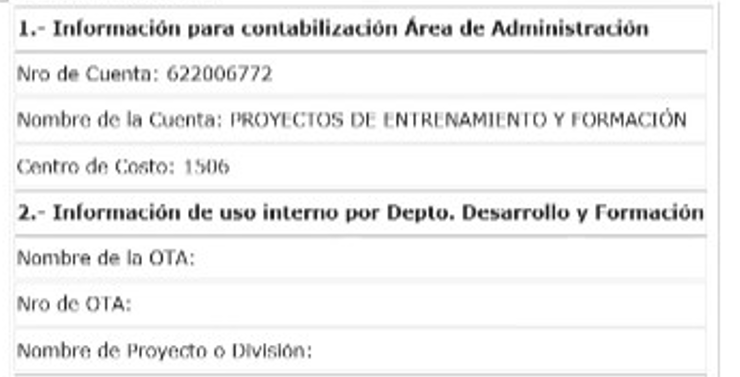 1.- Información para contabilización Área de Administración
Nro de Cuenta: 622006772
Nombre de la Cuenta: PROYECTOS DE ENTRENAMIENTO Y FORMACIÓN
Centro de Costo: 1506
2.- Información de uso interno por Depto. Desarrollo y Formación
Nombre de la OTA:
Nro de OTA:
Nombre de Proyecto o División: